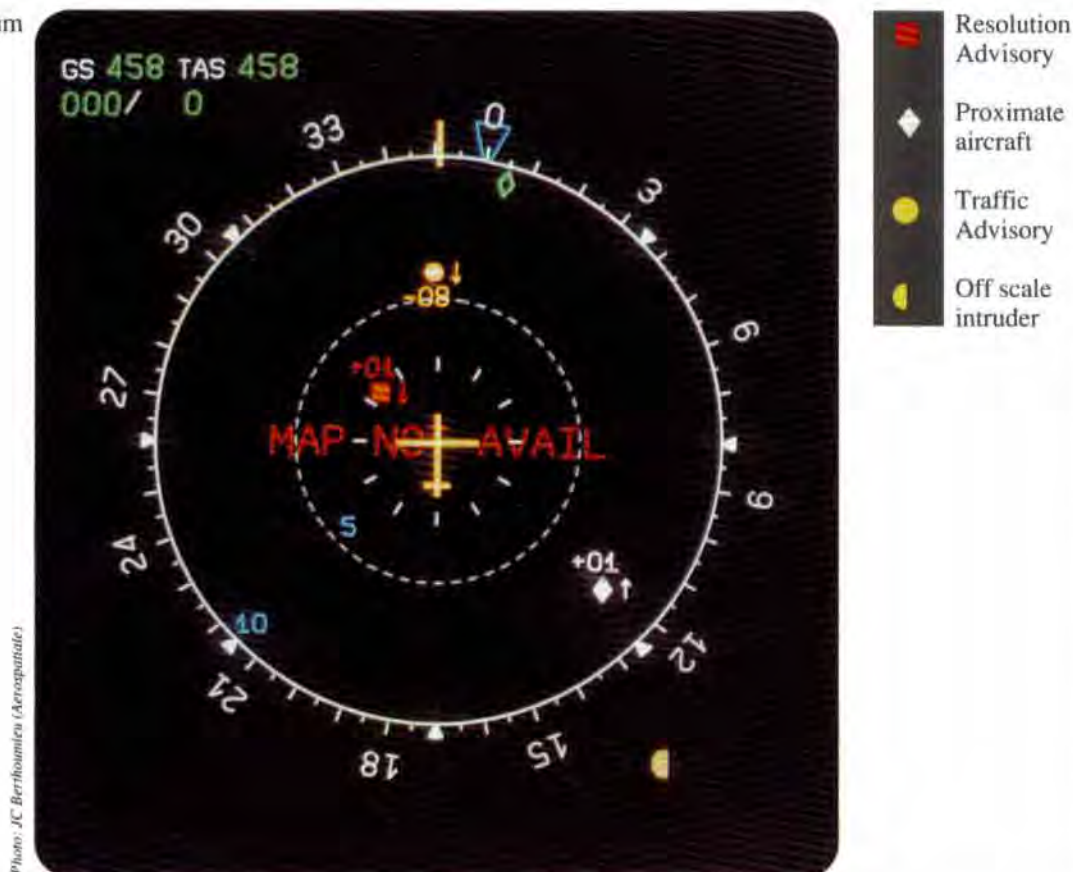 um
GS 458 TAS 458
000/ 0
33
0
3
30
6
-08
+01
27
MAP NOT AVAIL
9
5
+01
24
10
12
21
15
18
Resolution
Advisory
Proximate
aircraft
Traffic
Advisory
Off scale
intruder
Photo: JC Berthoumieu (Aerospatiale)